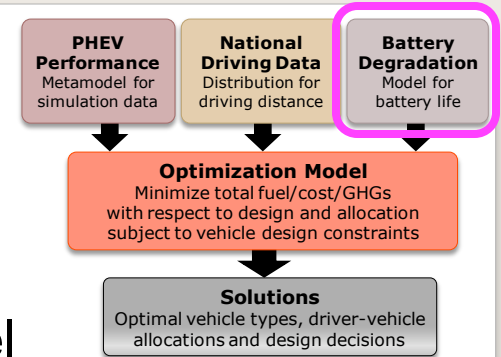 PHEV
Performance
Metamodel for
simulation data
National
Driving Data
Distribution for
driving distance
Battery
Degradation
Model for
battery life
Optimization Model
Minimize total fuel/cost/GHGs
with respect to design and allocation
subject to vehicle design constraints
Solutions
Optimal vehicle types, driver-vehicle
allocations and design decisions